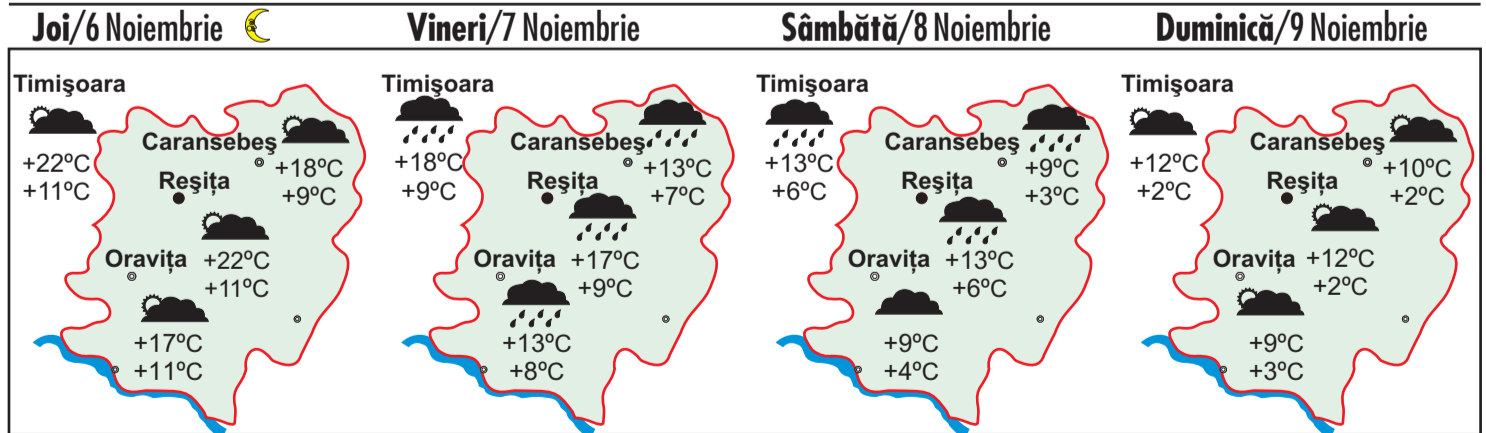 Joi/6 Noiembrie
Timişoara
+22ºC
+11ºC
Caransebeş
+18ºC
+9ºC
Reşiţa
+22ºC
+11ºC
Oraviţa
+17ºC
+11ºC
Vineri/7 Noiembrie
Timişoara
+18ºC
+9ºC
Caransebeş
+13ºC
+7ºC
Reşiţa
+17ºC
+9ºC
Oraviţa
+13ºC
+8ºC
Sâmbătă/8 Noiembrie
Timişoara
+13ºC
+6ºC
Caransebeş
+9ºC
+3ºC
Reşiţa
+13ºC
+6ºC
Oraviţa
+9ºC
+4ºC
Duminică/9 Noiembrie
Timişoara
+12ºC
+2ºC
Caransebeş
+10ºC
+2ºC
Reşiţa
+12ºC
+2ºC
Oraviţa
+9ºC
+3ºC